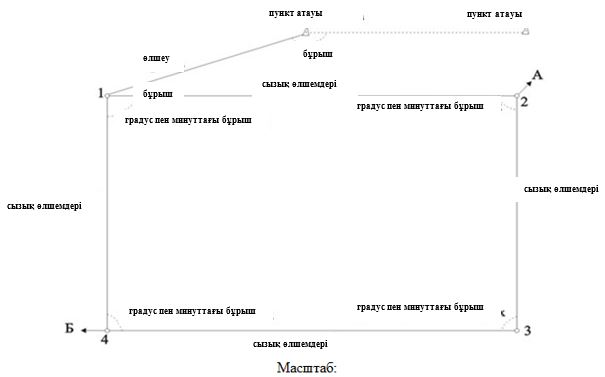 пункт атауы
пункт атауы
бұрыш
өлшеу
А
сызық өлшемдері
1
бұрыш
градус пен минуттағы бұрыш
2
градус пен минуттағы бұрыш
сызық өлшемдері
сызық өлшемдері
градус пен минуттағы бұрыш
градус пен минуттағы бұрыш
Б
4
3
сызық өлшемдері
Масштаб: